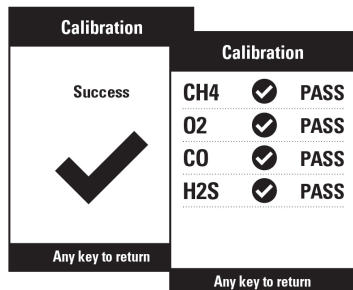 Calibration
Success
Any key to return
Calibration
CH4 PASS
O2 PASS
CO PASS
H2S PASS
Any key to return